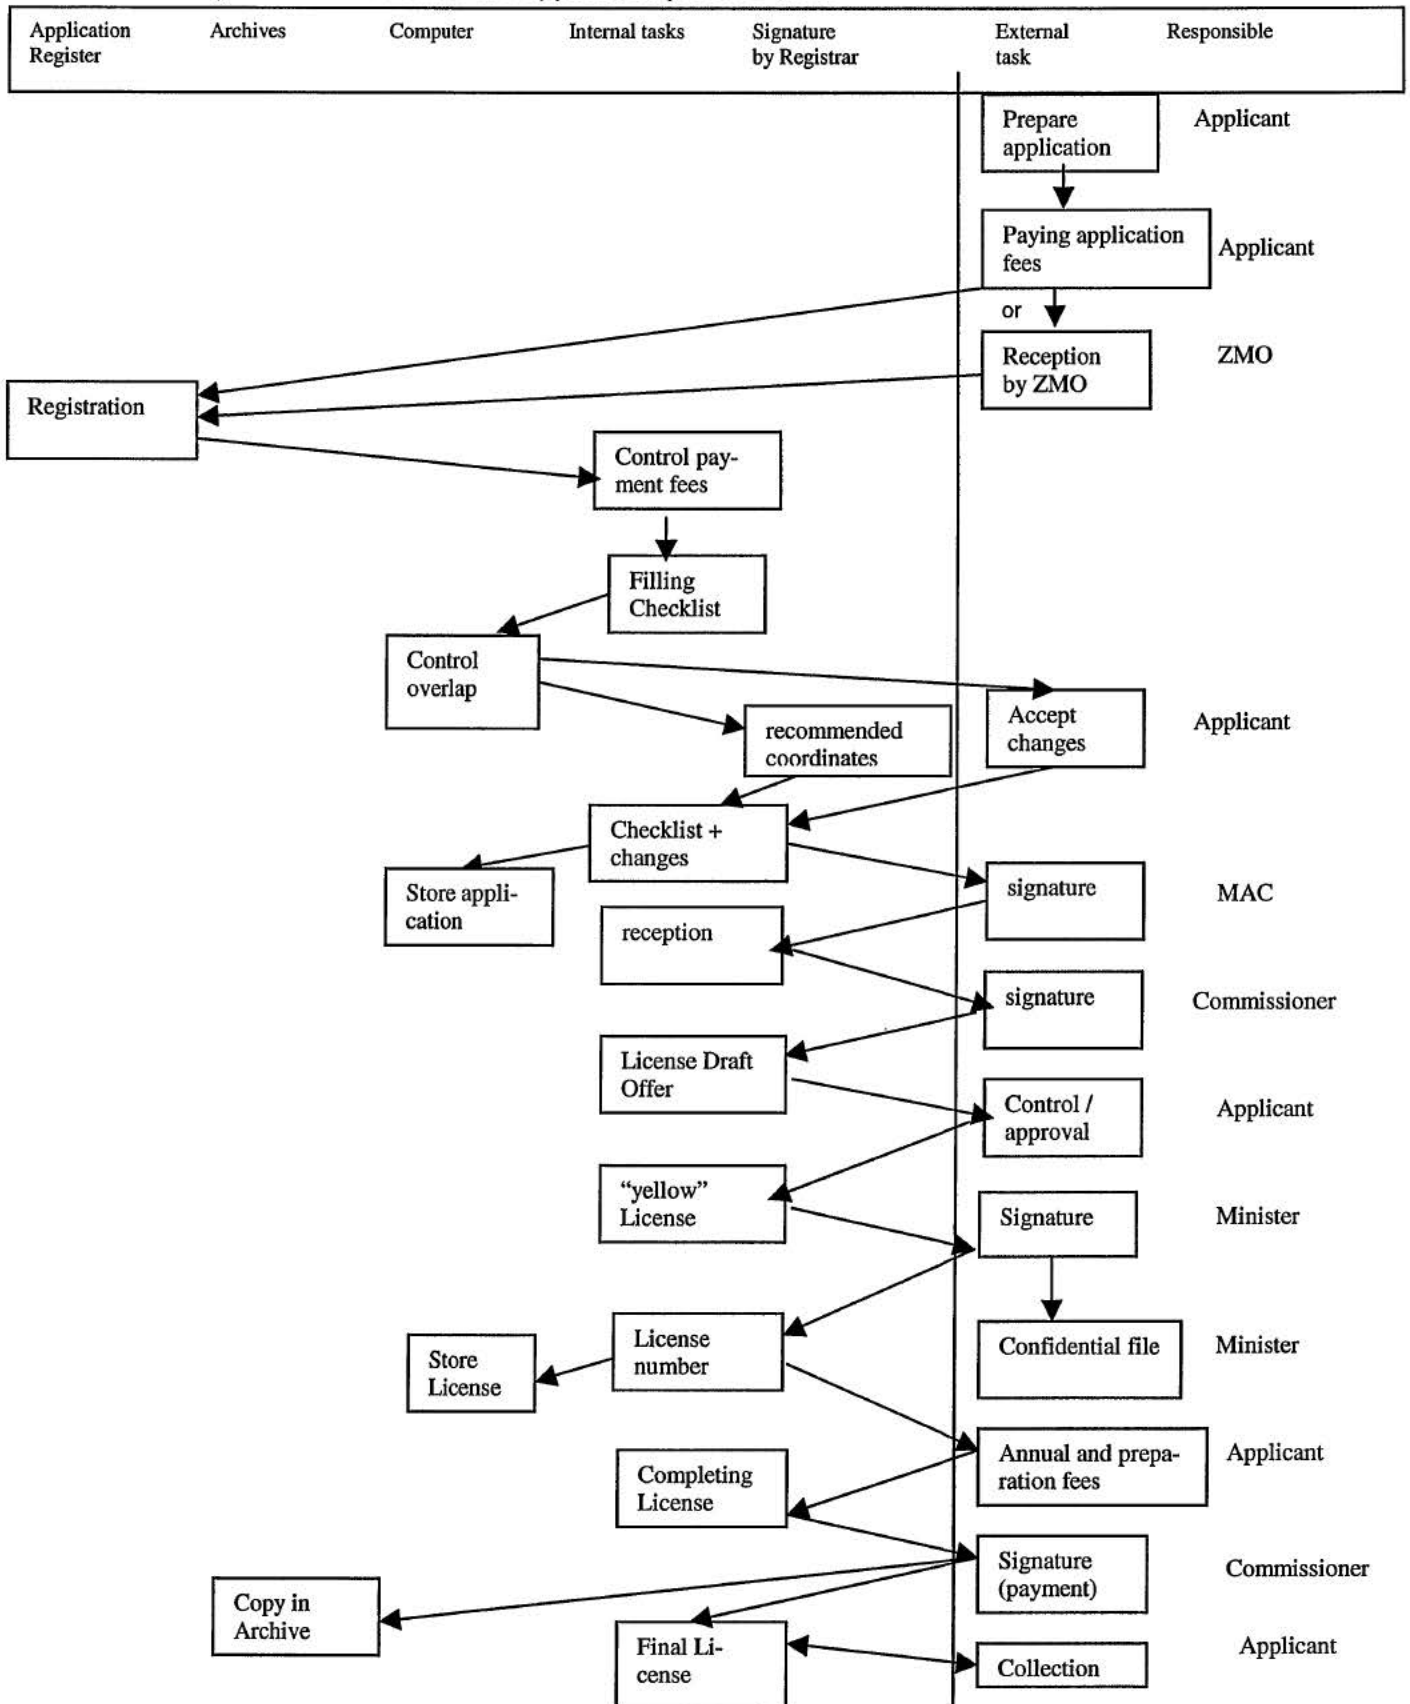 Application Register
Archives
Computer
Internal tasks
Signature
by Registrar
External
task
Responsible
Prepare
application
Applicant
Paying application
fees
Applicant
or
Reception
by ZMO
ZMO
Registration
Control pay-
ment fees
Filling
Checklist
Control
overlap
recommended
coordinates
Accept
changes
Applicant
Checklist +
changes
Store appli-
cation
signature
MAC
reception
signature
Commissioner
License Draft
Offer
Control /
approval
Applicant
“yellow”
License
Signature
Minister
License
number
Store
License
Confidential file
Minister
Annual and prepa-
ration fees
Applicant
Completing
License
Signature
(payment)
Commissioner
Copy in
Archive
Final Li-
cense
Collection
Applicant